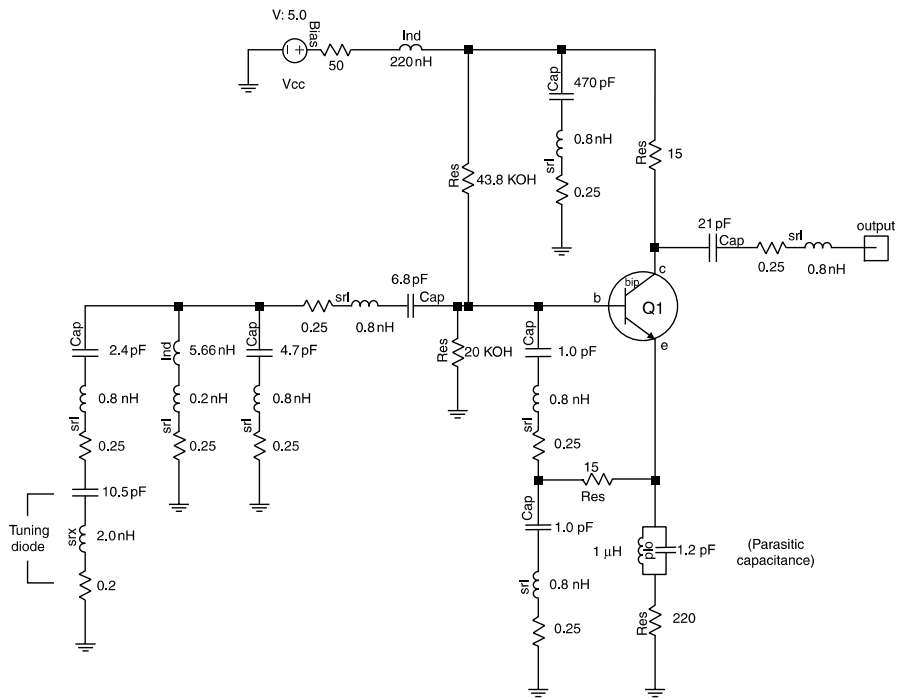 V: 5.0
Bias
50
Vcc
Ind
220 nH
Cap
470 pF
0.8 nH
srl
0.25
Res
43.8 KOH
Res
15
21 pF
Cap
0.25
srl
0.8 nH
output
c
bip
b
Q1
e
6.8 pF
Cap
srl
0.25
0.8 nH
Res
20 KOH
Cap
2.4 pF
0.8 nH
srl
0.25
Ind
5.66 nH
0.2 nH
srl
0.25
Cap
4.7 pF
0.8 nH
srl
0.25
Cap
1.0 pF
0.8 nH
srl
0.25
15
Res
10.5 pF
Tuning
diode
srx
2.0 nH
0.2
Cap
1.0 pF
srl
0.8 nH
0.25
1 μH
plo
1.2 pF
(Parasitic
capacitance)
Res
220